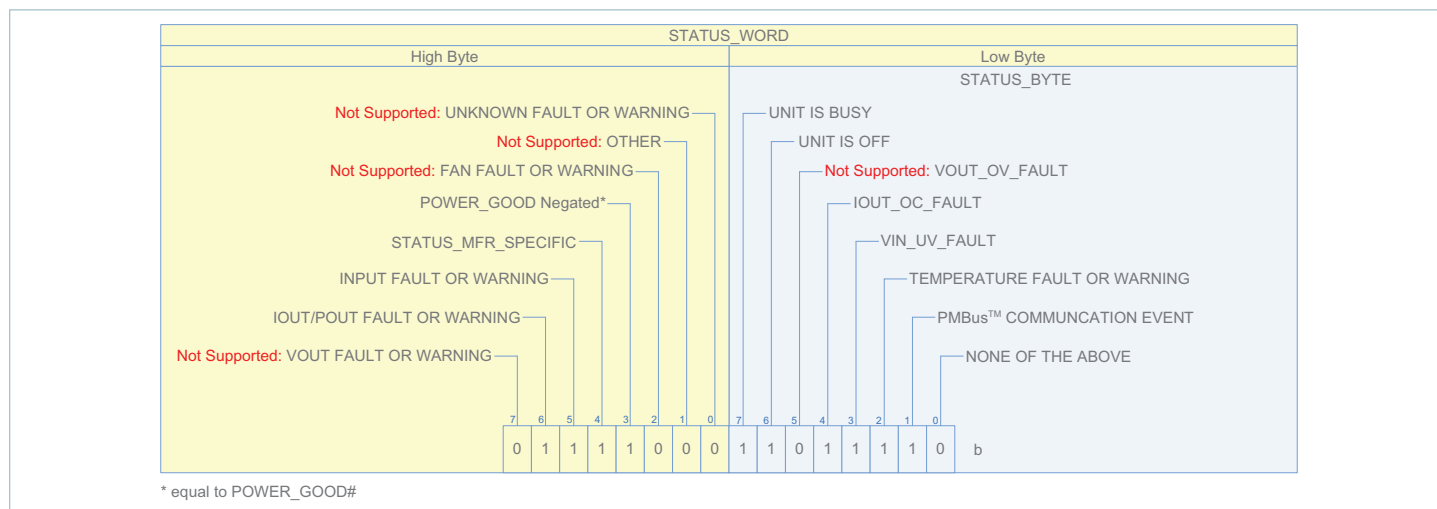 STATUS_WORD
High Byte
Low Byte
STATUS_BYTE
Not Supported: UNKNOWN FAULT OR WARNING
UNIT IS BUSY
Not Supported: OTHER
UNIT IS OFF
Not Supported: FAN FAULT OR WARNING
Not Supported: VOUT_OV_FAULT
POWER_GOOD Negated*
IOUT_OC_FAULT
STATUS_MFR_SPECIFIC
VIN_UV_FAULT
INPUT FAULT OR WARNING
TEMPERATURE FAULT OR WARNING
IOUT/POUT FAULT OR WARNING
PMBus™ COMMUNCATION EVENT
Not Supported: VOUT FAULT OR WARNING
NONE OF THE ABOVE
7 6 5 4 3 2 1 0 7 6 5 4 3 2 1 0
0 1 1 1 1 0 0 0 1 1 0 1 1 1 1 0 b
* equal to POWER_GOOD#